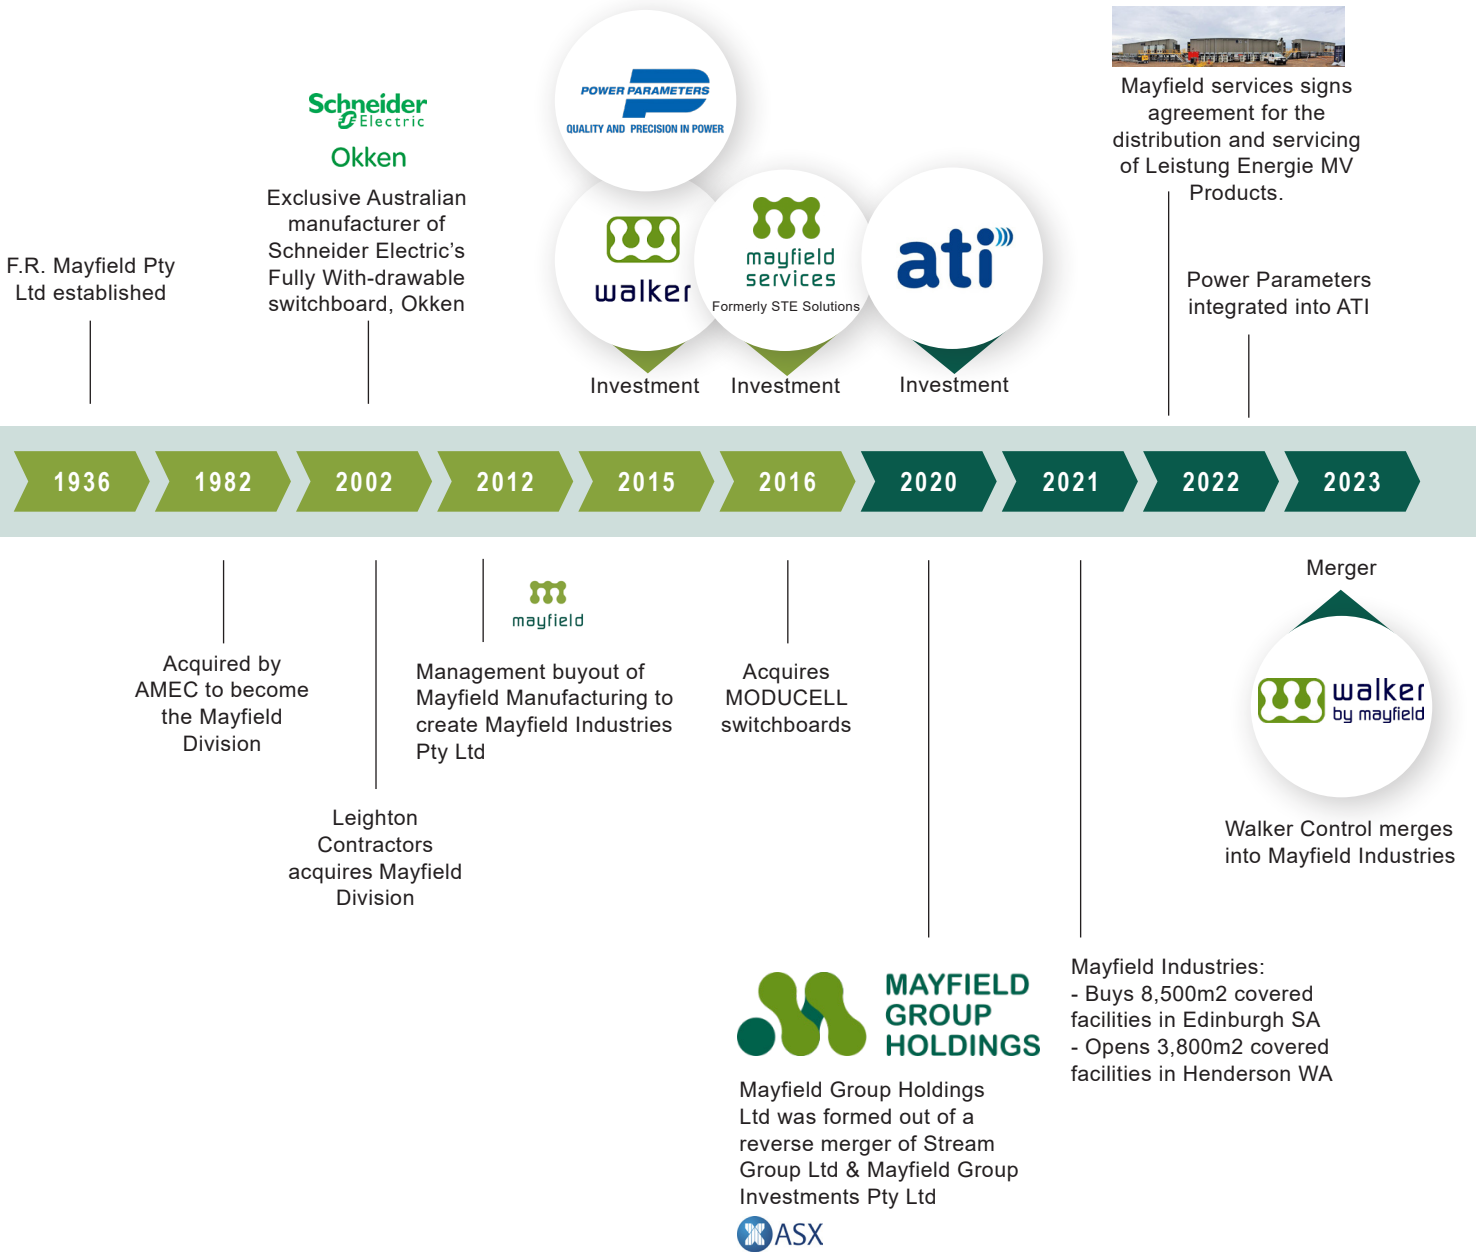 F.R. Mayfield Pty
Ltd established
Schneider
Electric
Okken
Exclusive Australian
manufacturer of
Schneider Electric’s
Fully With-drawable
switchboard, Okken
POWER PARAMETERS
QUALITY AND PRECISION IN POWER
walker
Investment
mayfield
services
Formerly STE Solutions
Investment
ati
Investment
Mayfield services signs
agreement for the
distribution and servicing
of Leistung Energie MV
Products.
Power Parameters
integrated into ATI
1936
1982
2002
2012
2015
2016
2020
2021
2022
2023
Acquired by
AMEC to become
the Mayfield
Division
Leighton
Contractors
acquires Mayfield
Division
mayfield
Management buyout of
Mayfield Manufacturing to
create Mayfield Industries
Pty Ltd
Acquires
MODUCELL
switchboards
MAYFIELD
GROUP
HOLDINGS
Mayfield Group Holdings
Ltd was formed out of a
reverse merger of Stream
Group Ltd & Mayfield Group
Investments Pty Ltd
ASX
Mayfield Industries:
- Buys 8,500m2 covered
facilities in Edinburgh SA
- Opens 3,800m2 covered
facilities in Henderson WA
Merger
walker
by mayfield
Walker Control merges
into Mayfield Industries